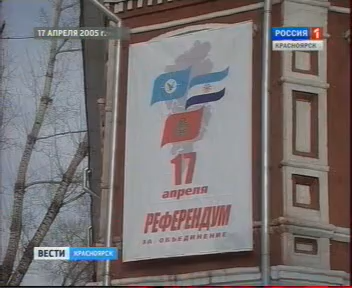 17 АПРЕЛЯ 2005 г.
РОССИЯ 1
КРАСНОЯРСК
17
апреля
РЕФЕРЕНДУМ
ЗА ОБЪЕДИНЕНИЕ
ВЕСТИ КРАСНОЯРСК